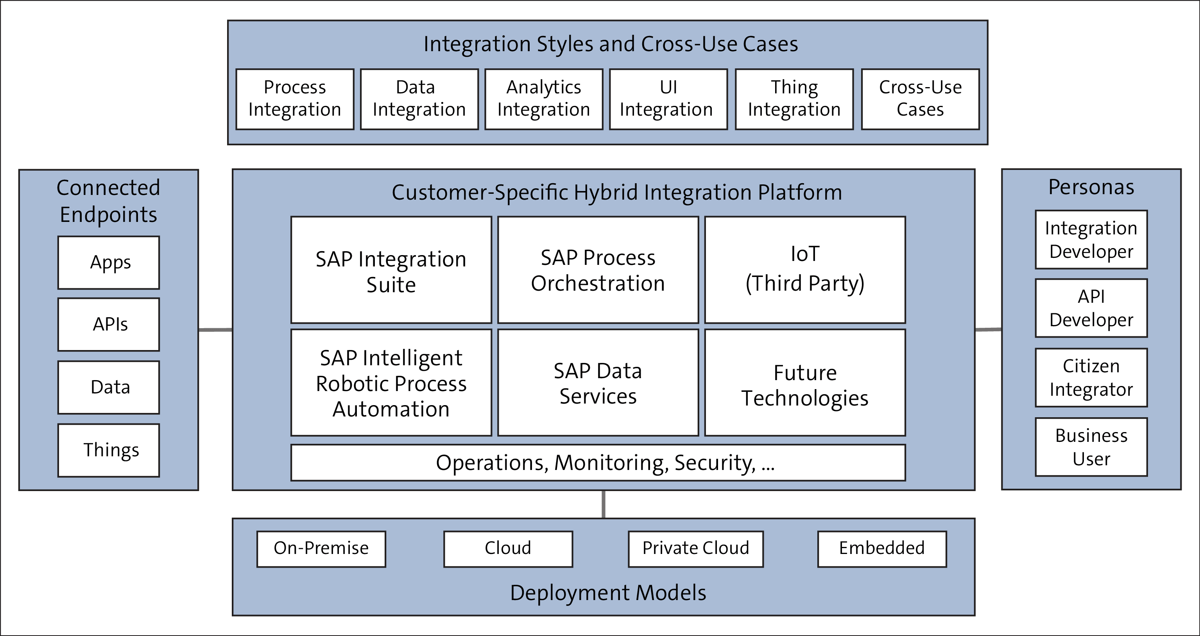 Integration Styles and Cross-Use Cases
Process
Integration
Data
Integration
Analytics
Integration
UI
Integration
Thing
Integration
Cross-Use
Cases
Connected
Endpoints
Apps
APIs
Data
Things
Customer-Specific Hybrid Integration Platform
SAP Integration
Suite
SAP Process
Orchestration
IoT
(Third Party)
SAP Intelligent
Robotic Process
Automation
SAP Data
Services
Future
Technologies
Operations, Monitoring, Security, ...
Personas
Integration
Developer
API
Developer
Citizen
Integrator
Business
User
On-Premise
Cloud
Private Cloud
Embedded
Deployment Models